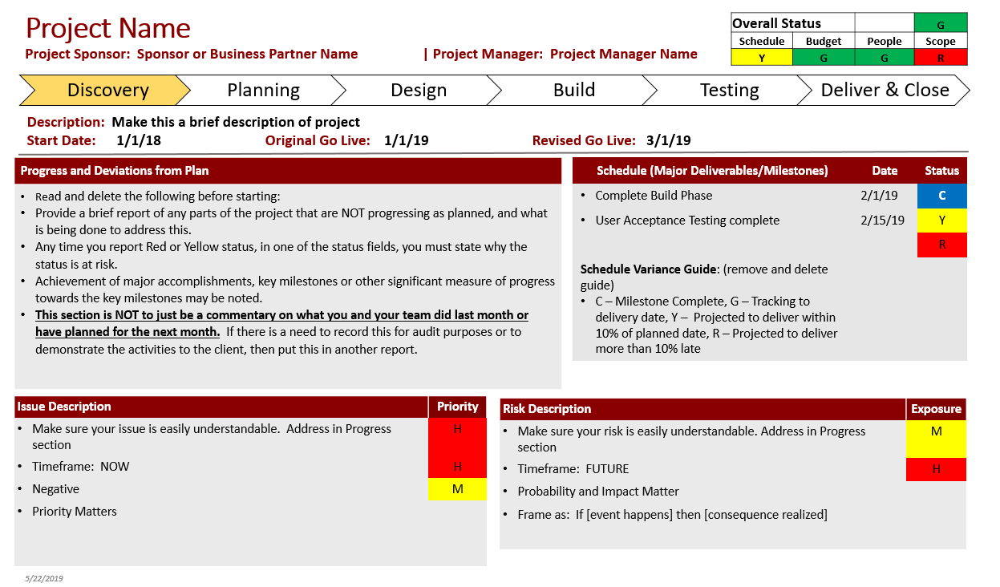 Project Name
Project Sponsor:  Sponsor or Business Partner Name | Project Manager:  Project Manager Name
Overall Status G
Schedule Budget People Scope
Y G G R
Discovery Planning Design Build Testing Deliver & Close
Description:  Make this a brief description of project
Start Date: 1/1/18 Original Go Live: 1/1/19 Revised Go Live: 3/1/19
Progress and Deviations from Plan
• Read and delete the following before starting:
• Provide a brief report of any parts of the project that are NOT progressing as planned, and what
is being done to address this.
• Any time you report Red or Yellow status, in one of the status fields, you must state why the
status is at risk.
• Achievement of major accomplishments, key milestones or other significant measure of progress
towards the key milestones may be noted.
• This section is NOT to just be a commentary on what you and your team did last month or
have planned for the next month.  If there is a need to record this for audit purposes or to
demonstrate the activities to the client, then put this in another report.
Schedule (Major Deliverables/Milestones) Date Status
• Complete Build Phase 2/1/19 C
• User Acceptance Testing complete 2/15/19 Y
R
Schedule Variance Guide: (remove and delete
guide)
• C – Milestone Complete, G – Tracking to
delivery date, Y –  Projected to deliver within
10% of planned date, R – Projected to deliver
more than 10% late
Issue Description Priority
• Make sure your issue is easily understandable.  Address in Progress H
section
• Timeframe:  NOW H
• Negative M
• Priority Matters
Risk Description Exposure
• Make sure your risk is easily understandable. Address in Progress M
section
• Timeframe:  FUTURE H
• Probability and Impact Matter
• Frame as:  If [event happens] then [consequence realized]
5/22/2019